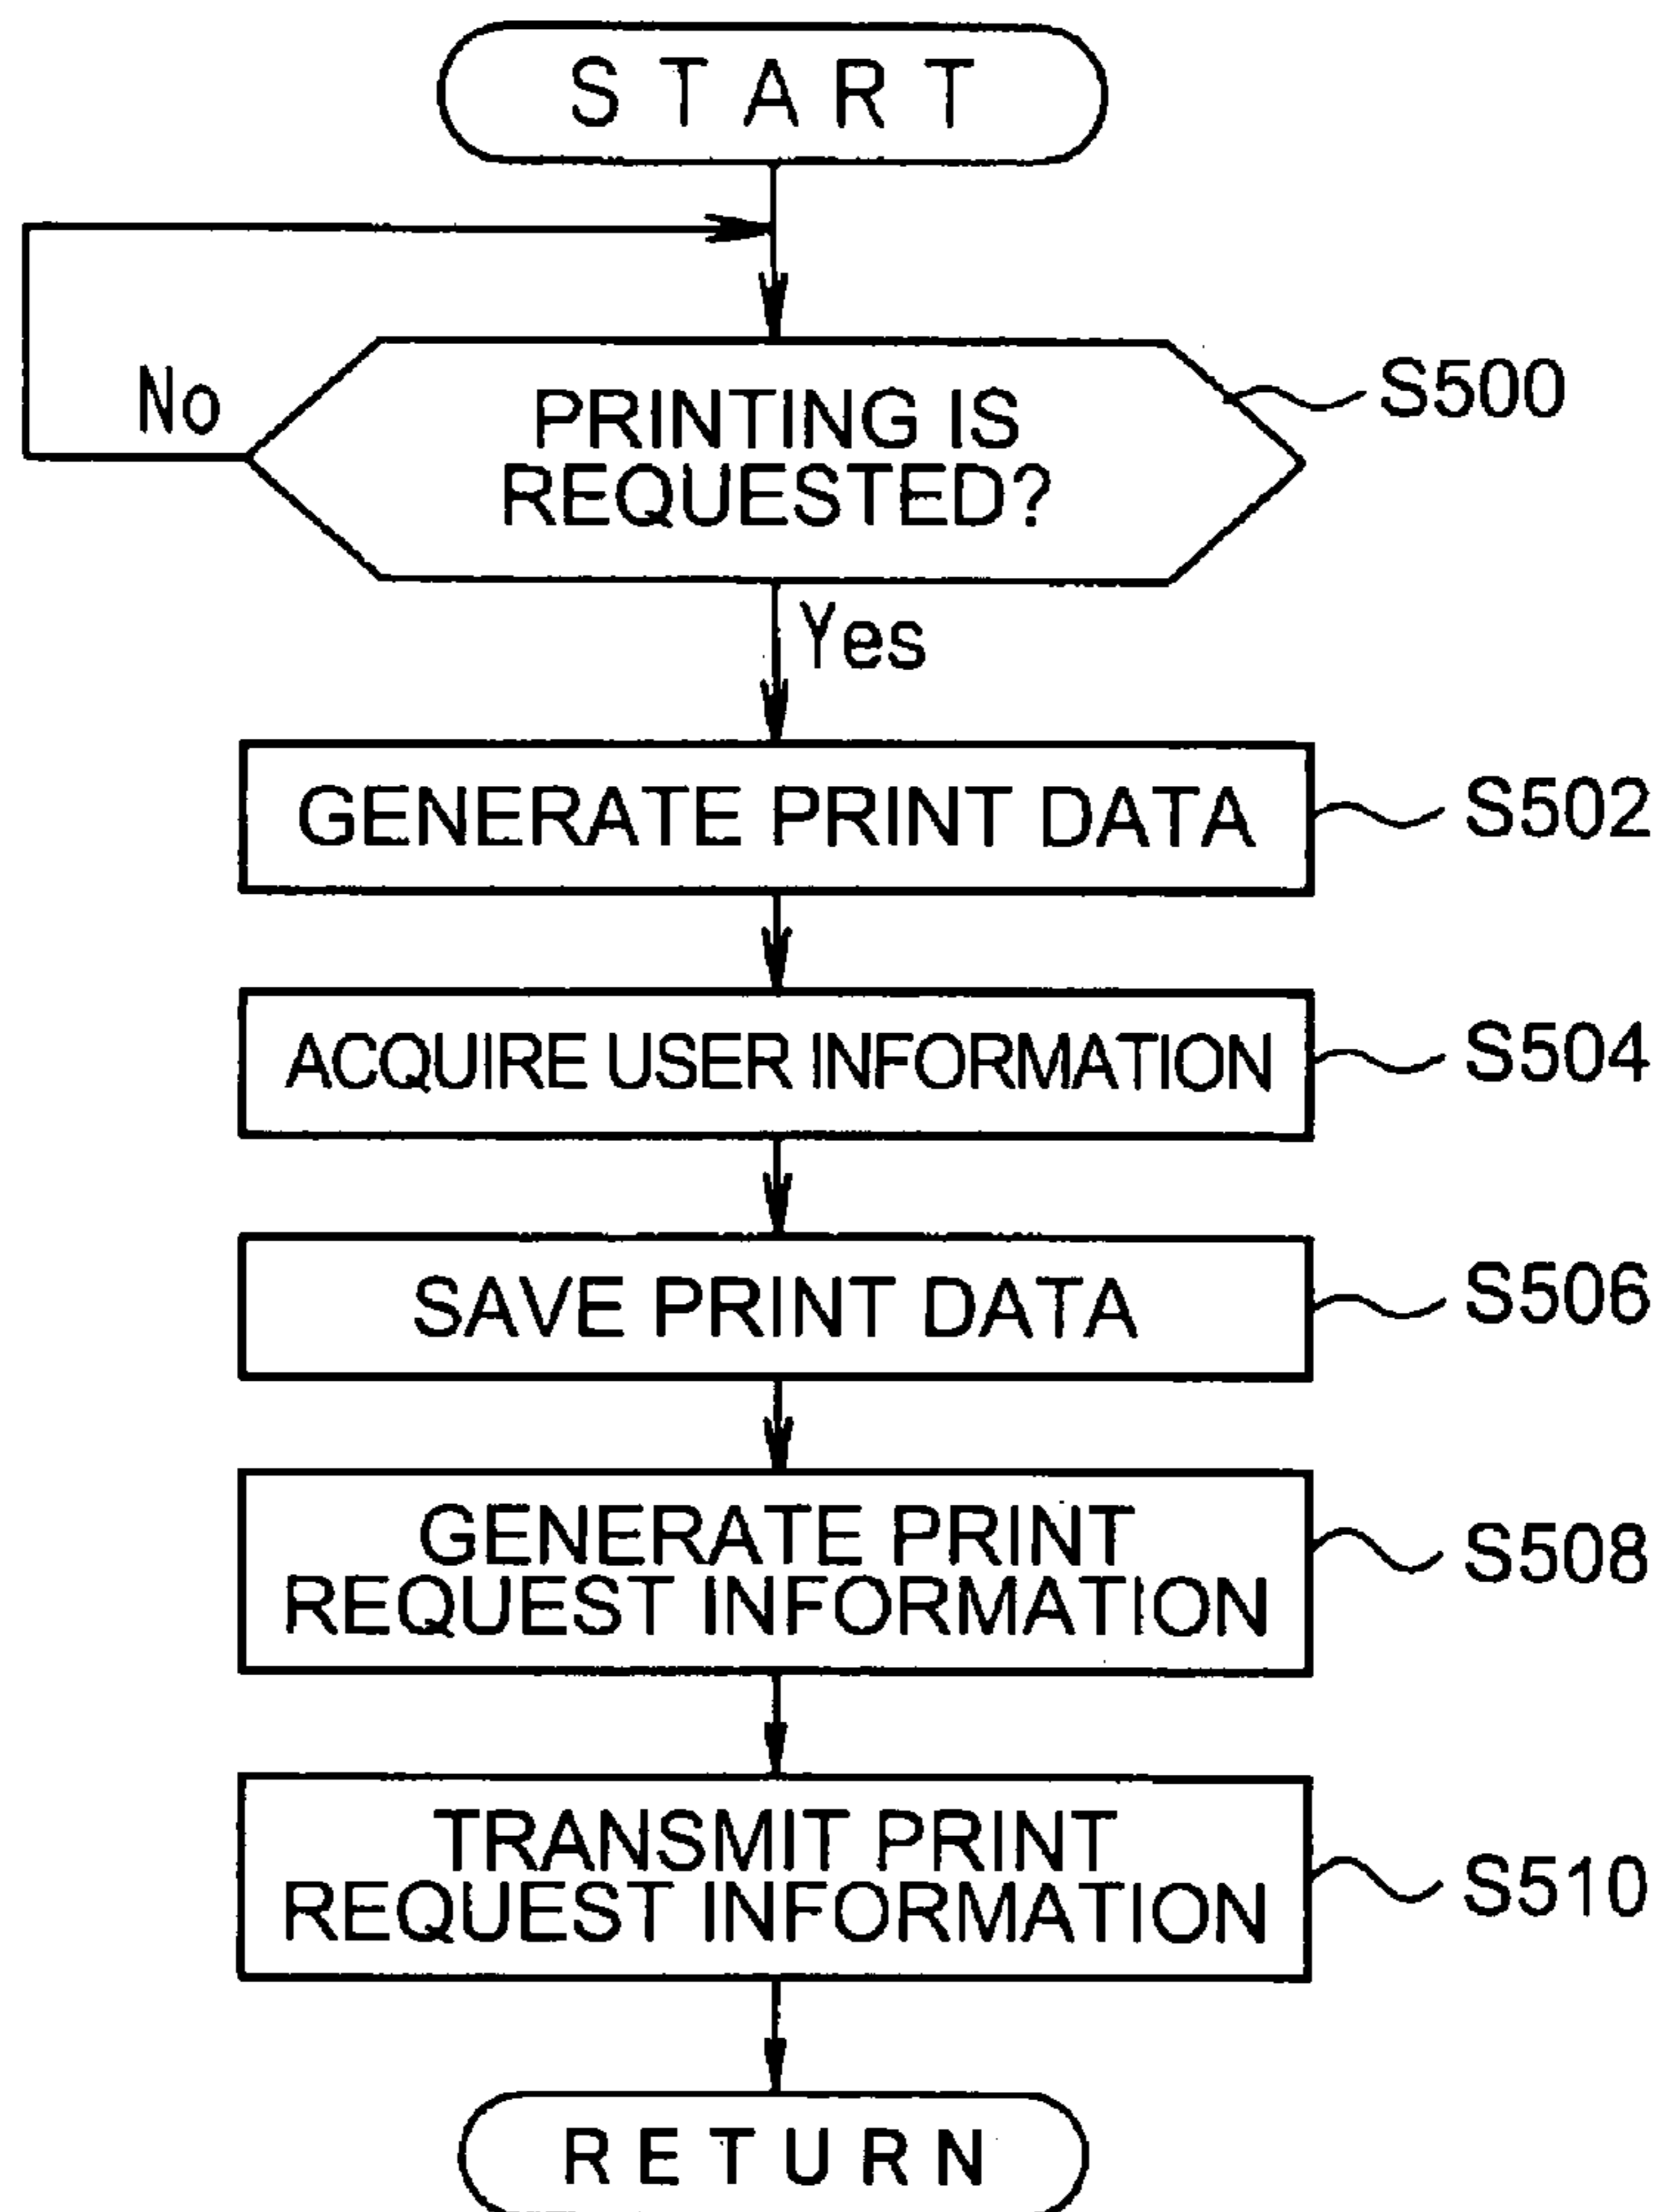 START
No
PRINTING IS
REQUESTED?
S500
Yes
GENERATE PRINT DATA
S502
ACQUIRE USER INFORMATION
S504
SAVE PRINT DATA
S506
GENERATE PRINT
REQUEST INFORMATION
S508
TRANSMIT PRINT
REQUEST INFORMATION
S510
RETURN